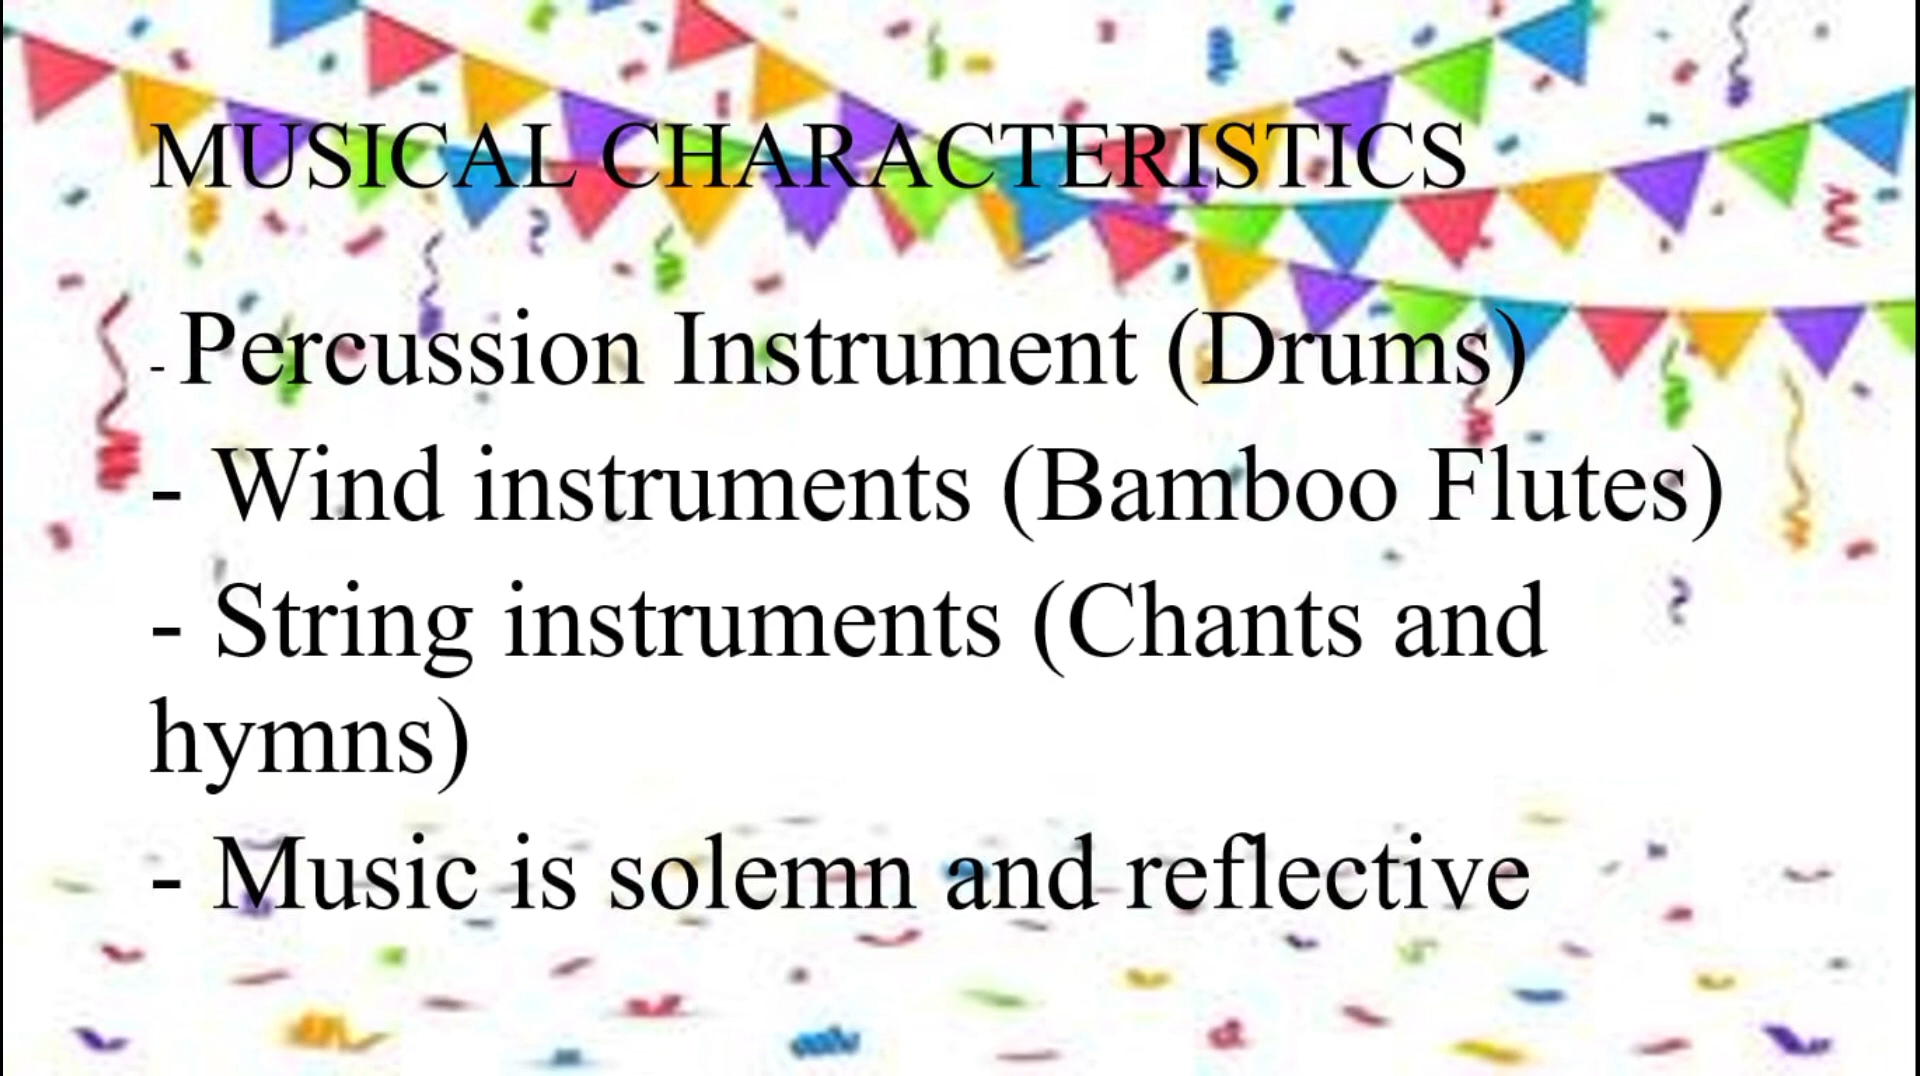 MUSICAL CHARACTERISTICS
- Percussion Instrument (Drums)
- Wind instruments (Bamboo Flutes)
- String instruments (Chants and
hymns)
- Music is solemn and reflective